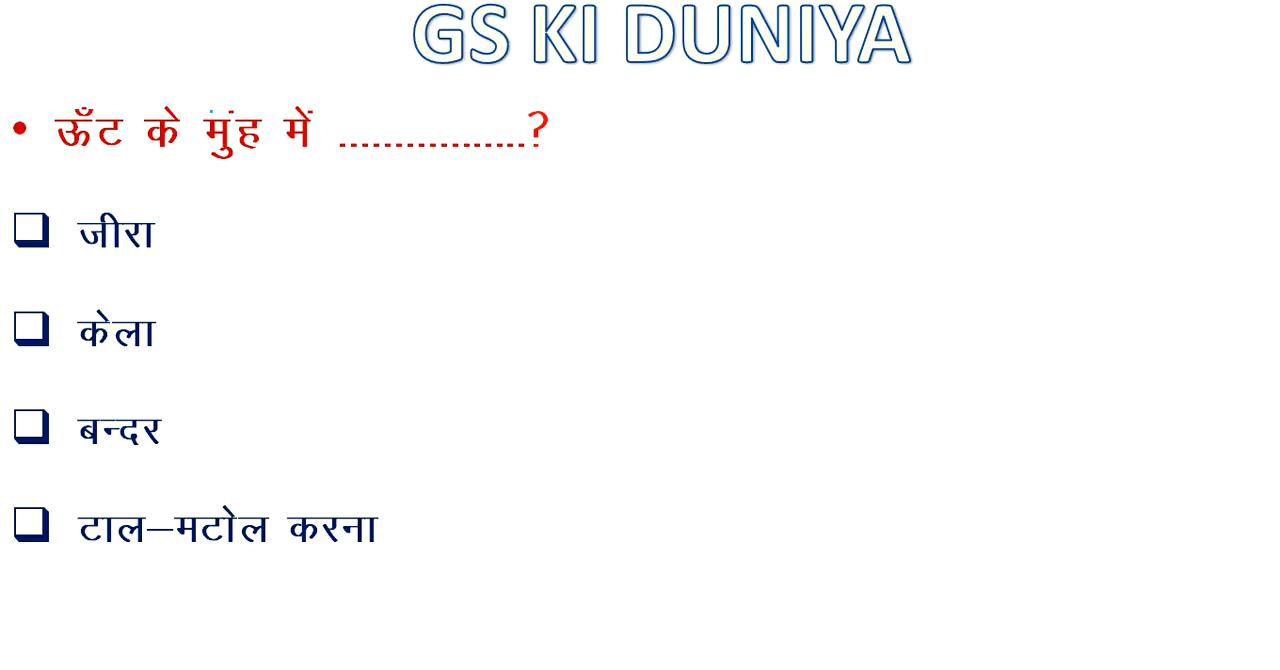 GS KI DUNIYA
• ऊँट के मुंह में .................?
❑ जीरा
❑ केला
❑ बन्दर
❑ टाल–मटोल करना